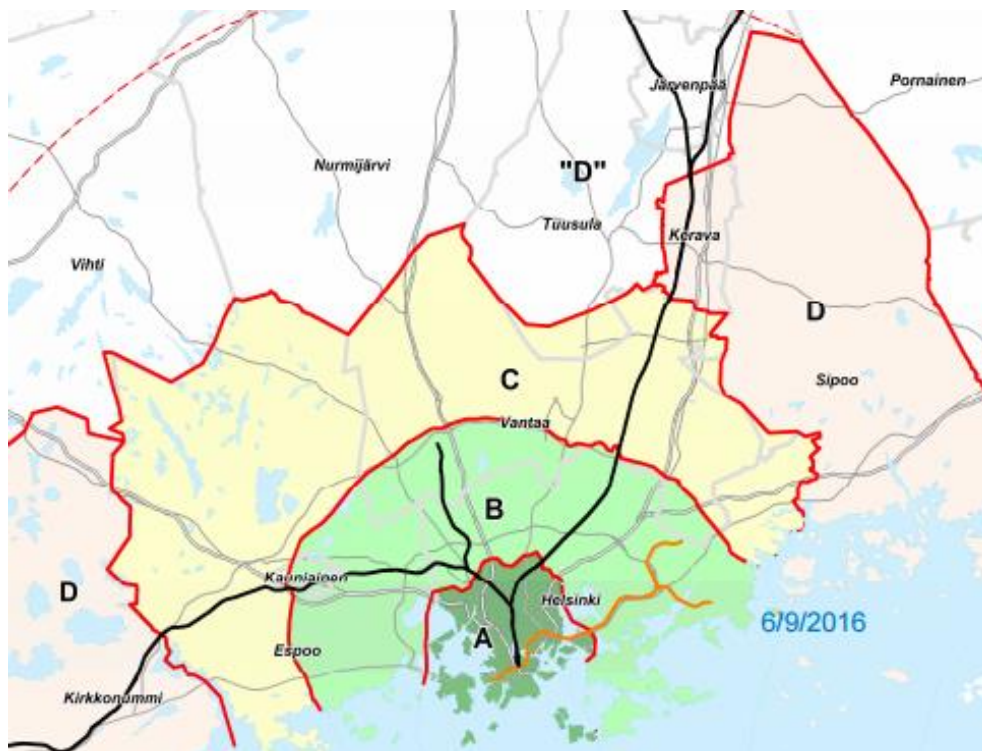 Järvenpää
Pornainen
Nurmijärvi
"D"
Tuusula
Kerava
Vihti
D
Sipoo
C
Vantaa
B
Kauniainen
D
Helsinki
6/9/2016
A
Espoo
Kirkkonummi